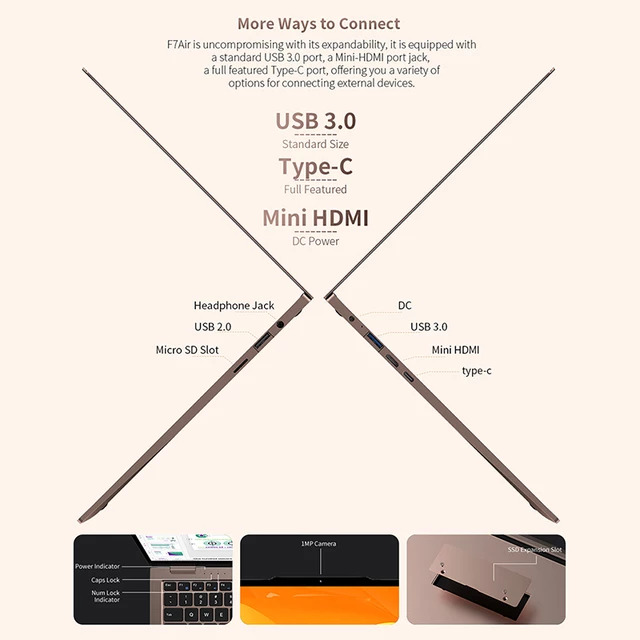 More Ways to Connect
F7Air is uncompromising with its expandability, it is equipped with
a standard USB 3.0 port, a Mini-HDMI port jack,
a full featured Type-C port, offering you a variety of
options for connecting external devices.
USB 3.0
Standard Size
Type-C
Full Featured
Mini HDMI
DC Power
Headphone Jack
USB 2.0
Micro SD Slot
DC
USB 3.0
Mini HDMI
type-c
Power Indicator
Caps Lock
Num Lock
Indicator
1MP Camera
SSD Expansion Slot